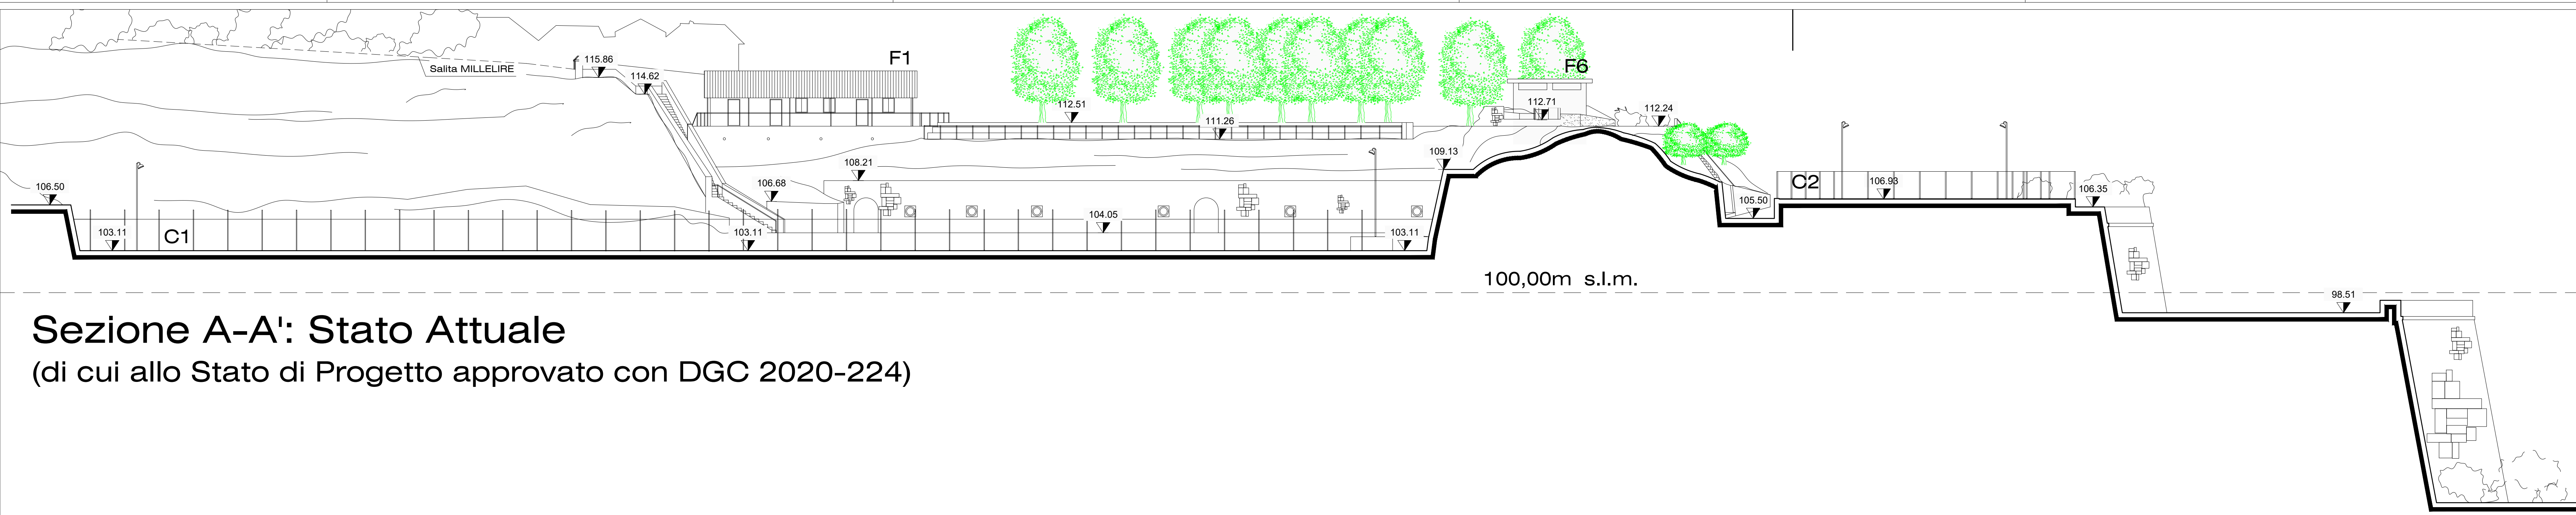 F1
115.86
Salita MILLELIRE
F6
114.62
112.51
112.71
112.24
111.26
109.13
108.21
106.68
106.50
C2
106.93
106.35
105.50
104.05
C1
103.11
103.11
103.11
100,00m s.l.m.
98.51
Sezione A-A': Stato Attuale
(di cui allo Stato di Progetto approvato con DGC 2020-224)